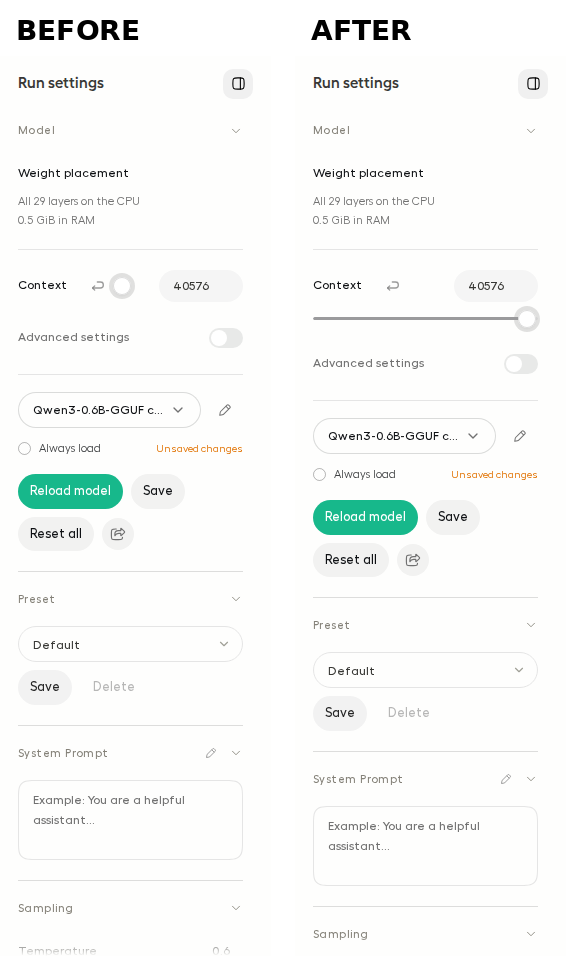 BEFORE
Run settings
Model
Weight placement
All 29 layers on the CPU
0.5 GiB in RAM
Context 40576
Advanced settings
Qwen3-0.6B-GGUF c...
Always load Unsaved changes
Reload model Save
Reset all
Preset
Default
Save Delete
System Prompt
Example: You are a helpful
assistant...
Sampling
Temperature 0.6
AFTER
Run settings
Model
Weight placement
All 29 layers on the CPU
0.5 GiB in RAM
Context 40576
Advanced settings
Qwen3-0.6B-GGUF c...
Always load Unsaved changes
Reload model Save
Reset all
Preset
Default
Save Delete
System Prompt
Example: You are a helpful
assistant...
Sampling